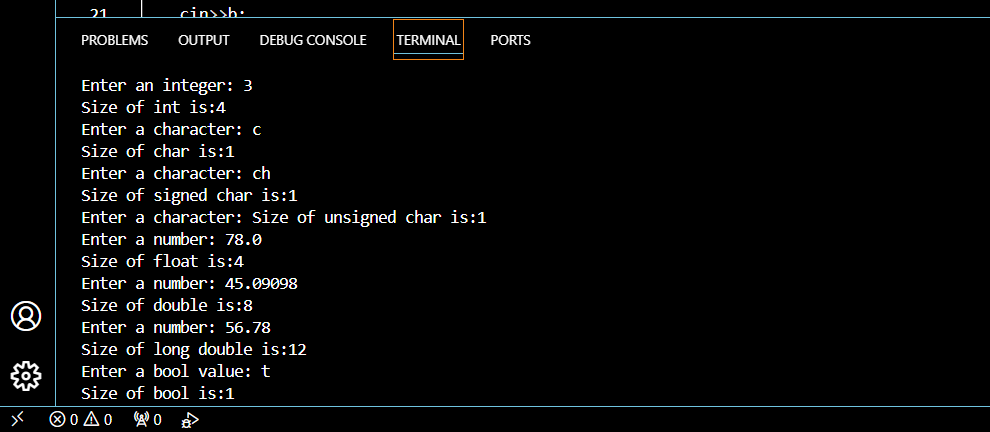 21 cin>>b;
PROBLEMS OUTPUT DEBUG CONSOLE TERMINAL PORTS
Enter an integer: 3
Size of int is:4
Enter a character: c
Size of char is:1
Enter a character: ch
Size of signed char is:1
Enter a character: Size of unsigned char is:1
Enter a number: 78.0
Size of float is:4
Enter a number: 45.09098
Size of double is:8
Enter a number: 56.78
Size of long double is:12
Enter a bool value: t
Size of bool is:1
0 0 0